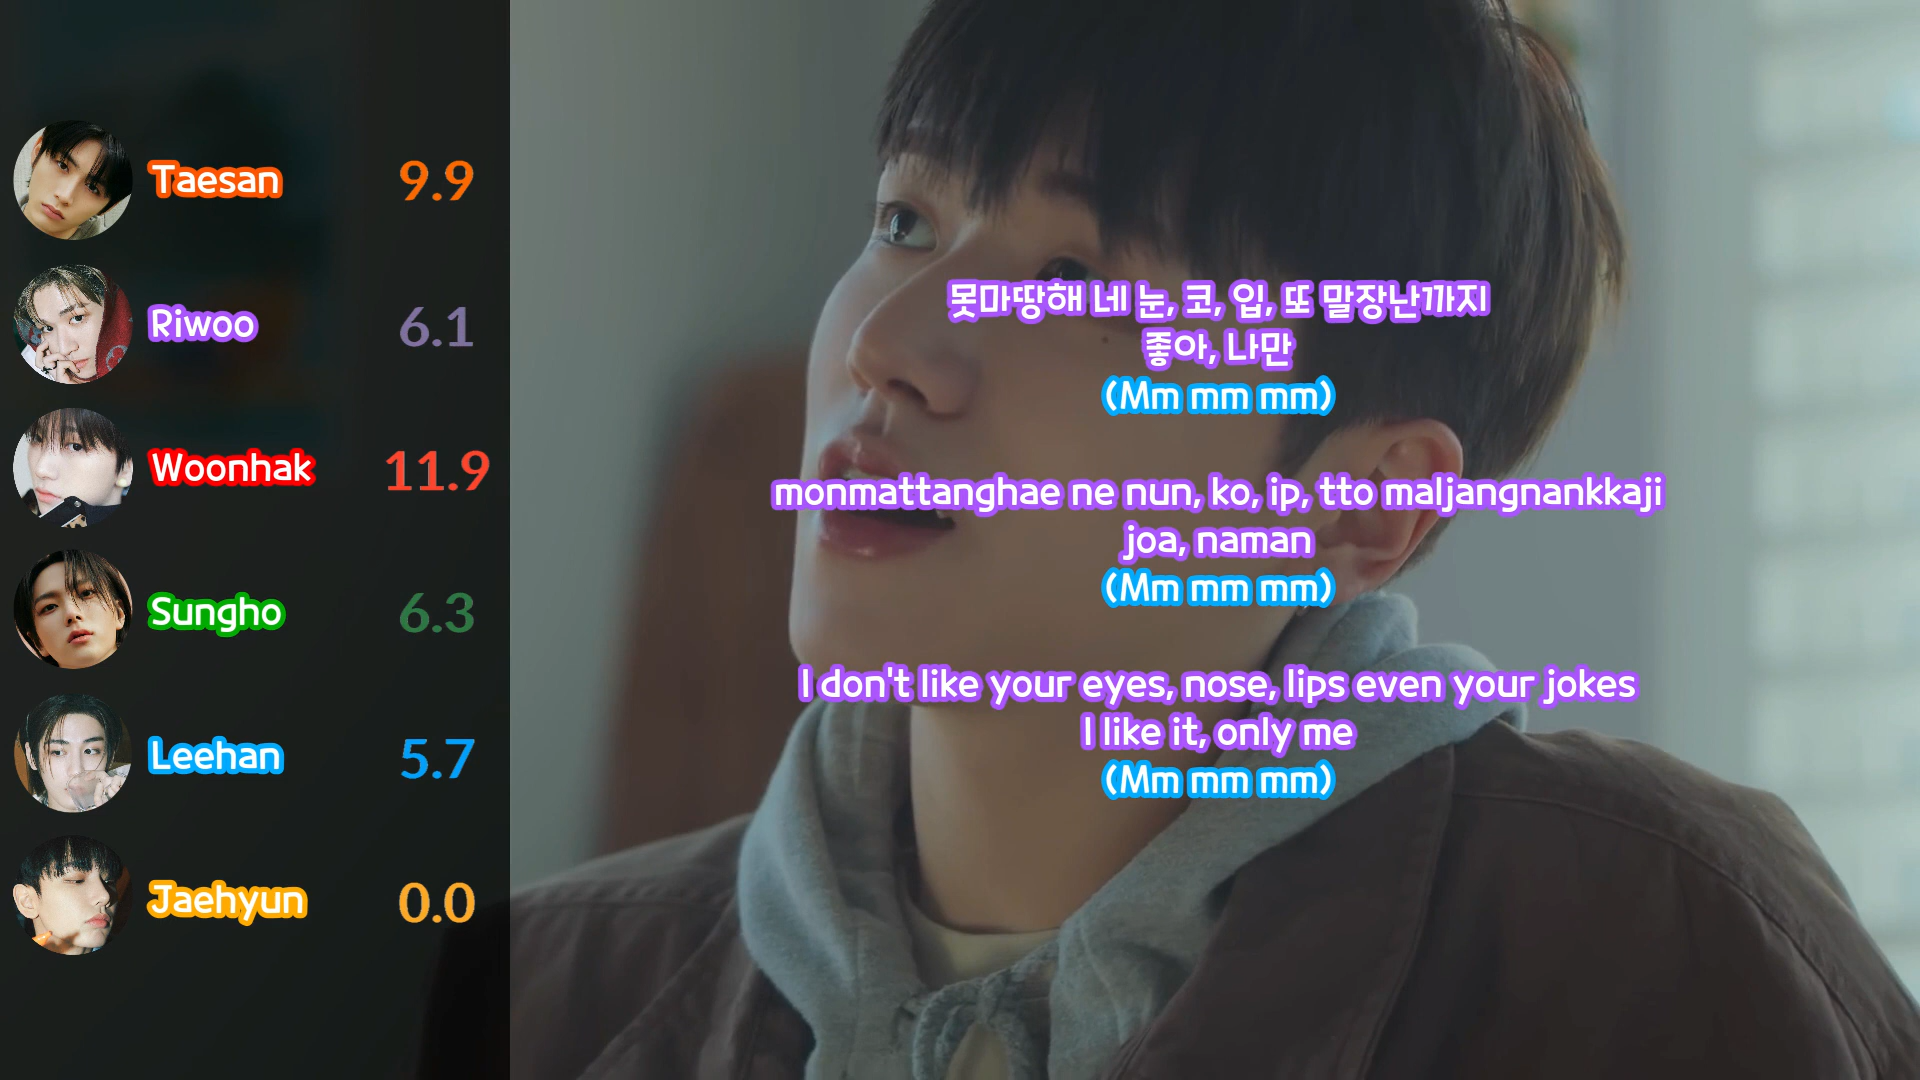 Taesan 9.9
Riwoo 6.1
Woonhak 11.9
Sungho 6.3
Leehan 5.7
Jaehyun 0.0
못마땅해 네 눈, 코, 입, 또 말장난까지
좋아, 나만
(Mm mm mm)
monmattanghae ne nun, ko, ip, tto maljangnankkaji
joa, naman
(Mm mm mm)
I don't like your eyes, nose, lips even your jokes
I like it, only me
(Mm mm mm)